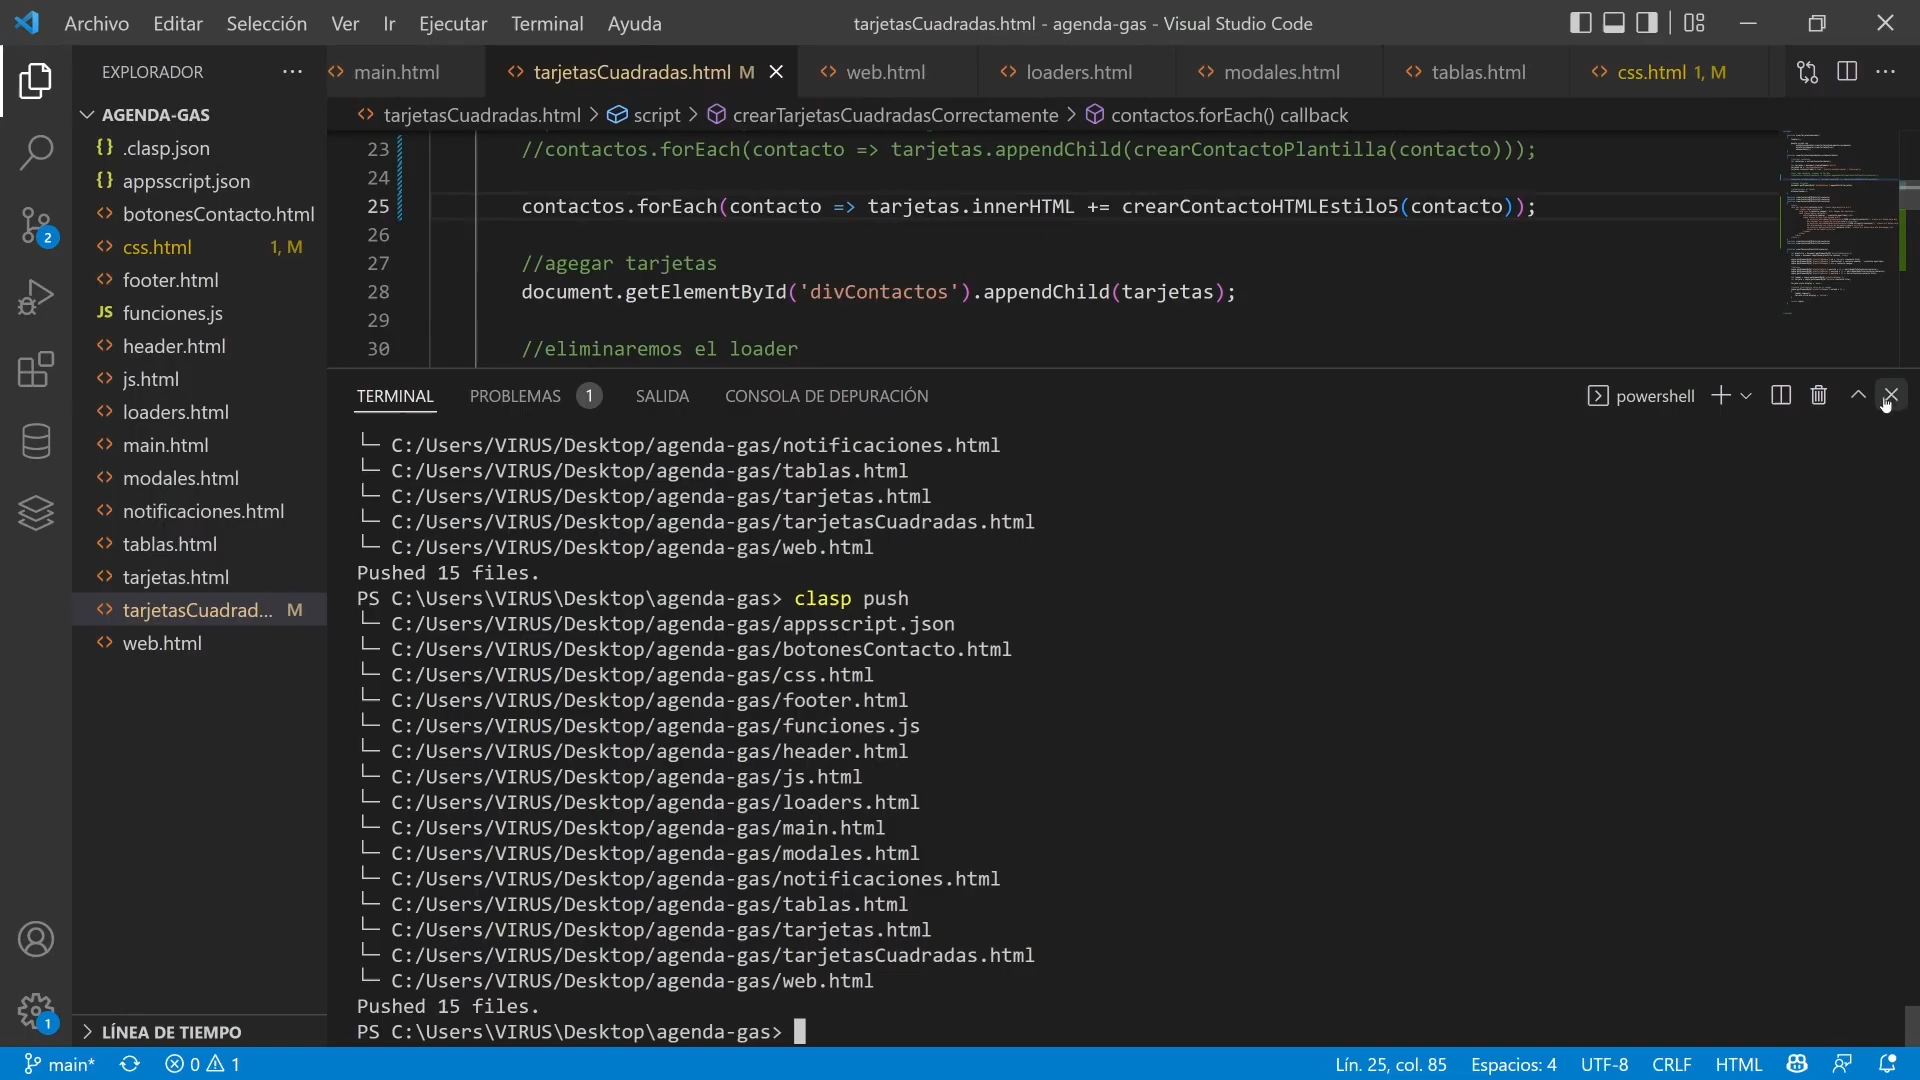 Archivo Editar Selección Ver Ir Ejecutar Terminal Ayuda
tarjetasCuadradas.html - agenda-gas - Visual Studio Code
EXPLORADOR
main.html
tarjetasCuadradas.html M
web.html
loaders.html
modales.html
tablas.html
css.html 1, M
tarjetasCuadradas.html > script > crearTarjetasCuadradasCorrectamente > contactos.forEach() callback
AGENDA-GAS
.clasp.json
appsscript.json
botonesContacto.html
css.html 1, M
footer.html
funciones.js
header.html
js.html
loaders.html
main.html
modales.html
notificaciones.html
tablas.html
tarjetas.html
tarjetasCuadrad... M
web.html
2
1
LÍNEA DE TIEMPO
23 //contactos.forEach(contacto => tarjetas.appendChild(crearContactoPlantilla(contacto)));
24
25 contactos.forEach(contacto => tarjetas.innerHTML += crearContactoHTMLEstilo5(contacto));
26
27 //agegar tarjetas
28 document.getElementById('divContactos').appendChild(tarjetas);
29
30 //eliminaremos el loader
TERMINAL PROBLEMAS 1 SALIDA CONSOLA DE DEPURACIÓN
powershell
└─ C:/Users/VIRUS/Desktop/agenda-gas/notificaciones.html
└─ C:/Users/VIRUS/Desktop/agenda-gas/tablas.html
└─ C:/Users/VIRUS/Desktop/agenda-gas/tarjetas.html
└─ C:/Users/VIRUS/Desktop/agenda-gas/tarjetasCuadradas.html
└─ C:/Users/VIRUS/Desktop/agenda-gas/web.html
Pushed 15 files.
PS C:\Users\VIRUS\Desktop\agenda-gas> clasp push
└─ C:/Users/VIRUS/Desktop/agenda-gas/appsscript.json
└─ C:/Users/VIRUS/Desktop/agenda-gas/botonesContacto.html
└─ C:/Users/VIRUS/Desktop/agenda-gas/css.html
└─ C:/Users/VIRUS/Desktop/agenda-gas/footer.html
└─ C:/Users/VIRUS/Desktop/agenda-gas/funciones.js
└─ C:/Users/VIRUS/Desktop/agenda-gas/header.html
└─ C:/Users/VIRUS/Desktop/agenda-gas/js.html
└─ C:/Users/VIRUS/Desktop/agenda-gas/loaders.html
└─ C:/Users/VIRUS/Desktop/agenda-gas/main.html
└─ C:/Users/VIRUS/Desktop/agenda-gas/modales.html
└─ C:/Users/VIRUS/Desktop/agenda-gas/notificaciones.html
└─ C:/Users/VIRUS/Desktop/agenda-gas/tablas.html
└─ C:/Users/VIRUS/Desktop/agenda-gas/tarjetas.html
└─ C:/Users/VIRUS/Desktop/agenda-gas/tarjetasCuadradas.html
└─ C:/Users/VIRUS/Desktop/agenda-gas/web.html
Pushed 15 files.
PS C:\Users\VIRUS\Desktop\agenda-gas>
main* 0 1
Lín. 25, col. 85 Espacios: 4 UTF-8 CRLF HTML